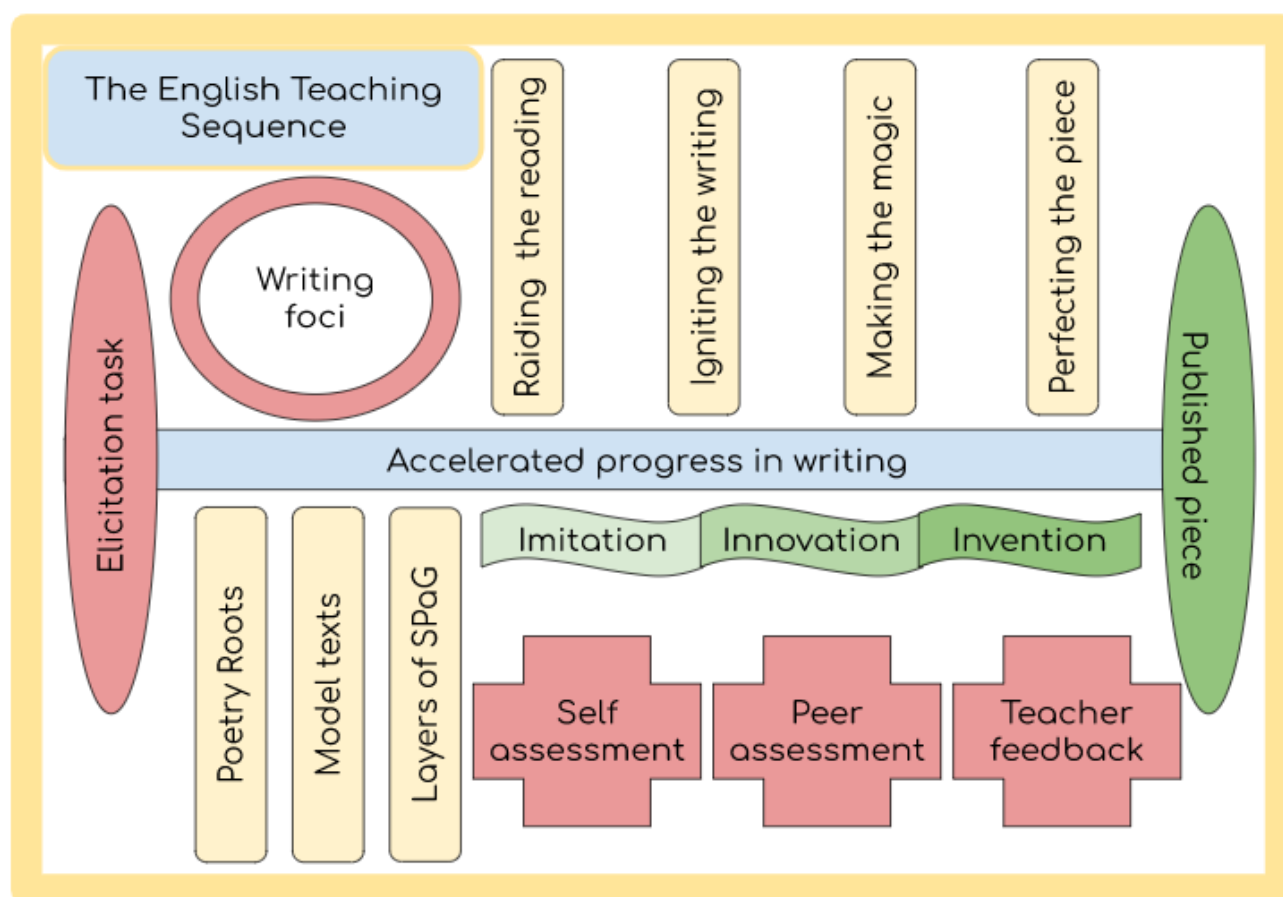 The English Teaching
Sequence
Raiding the reading
Igniting the writing
Making the magic
Perfecting the piece
Writing
foci
Elicitation task
Accelerated progress in writing
Published piece
Imitation
Innovation
Invention
Poetry Roots
Model texts
Layers of SPaG
Self
assessment
Peer
assessment
Teacher
feedback